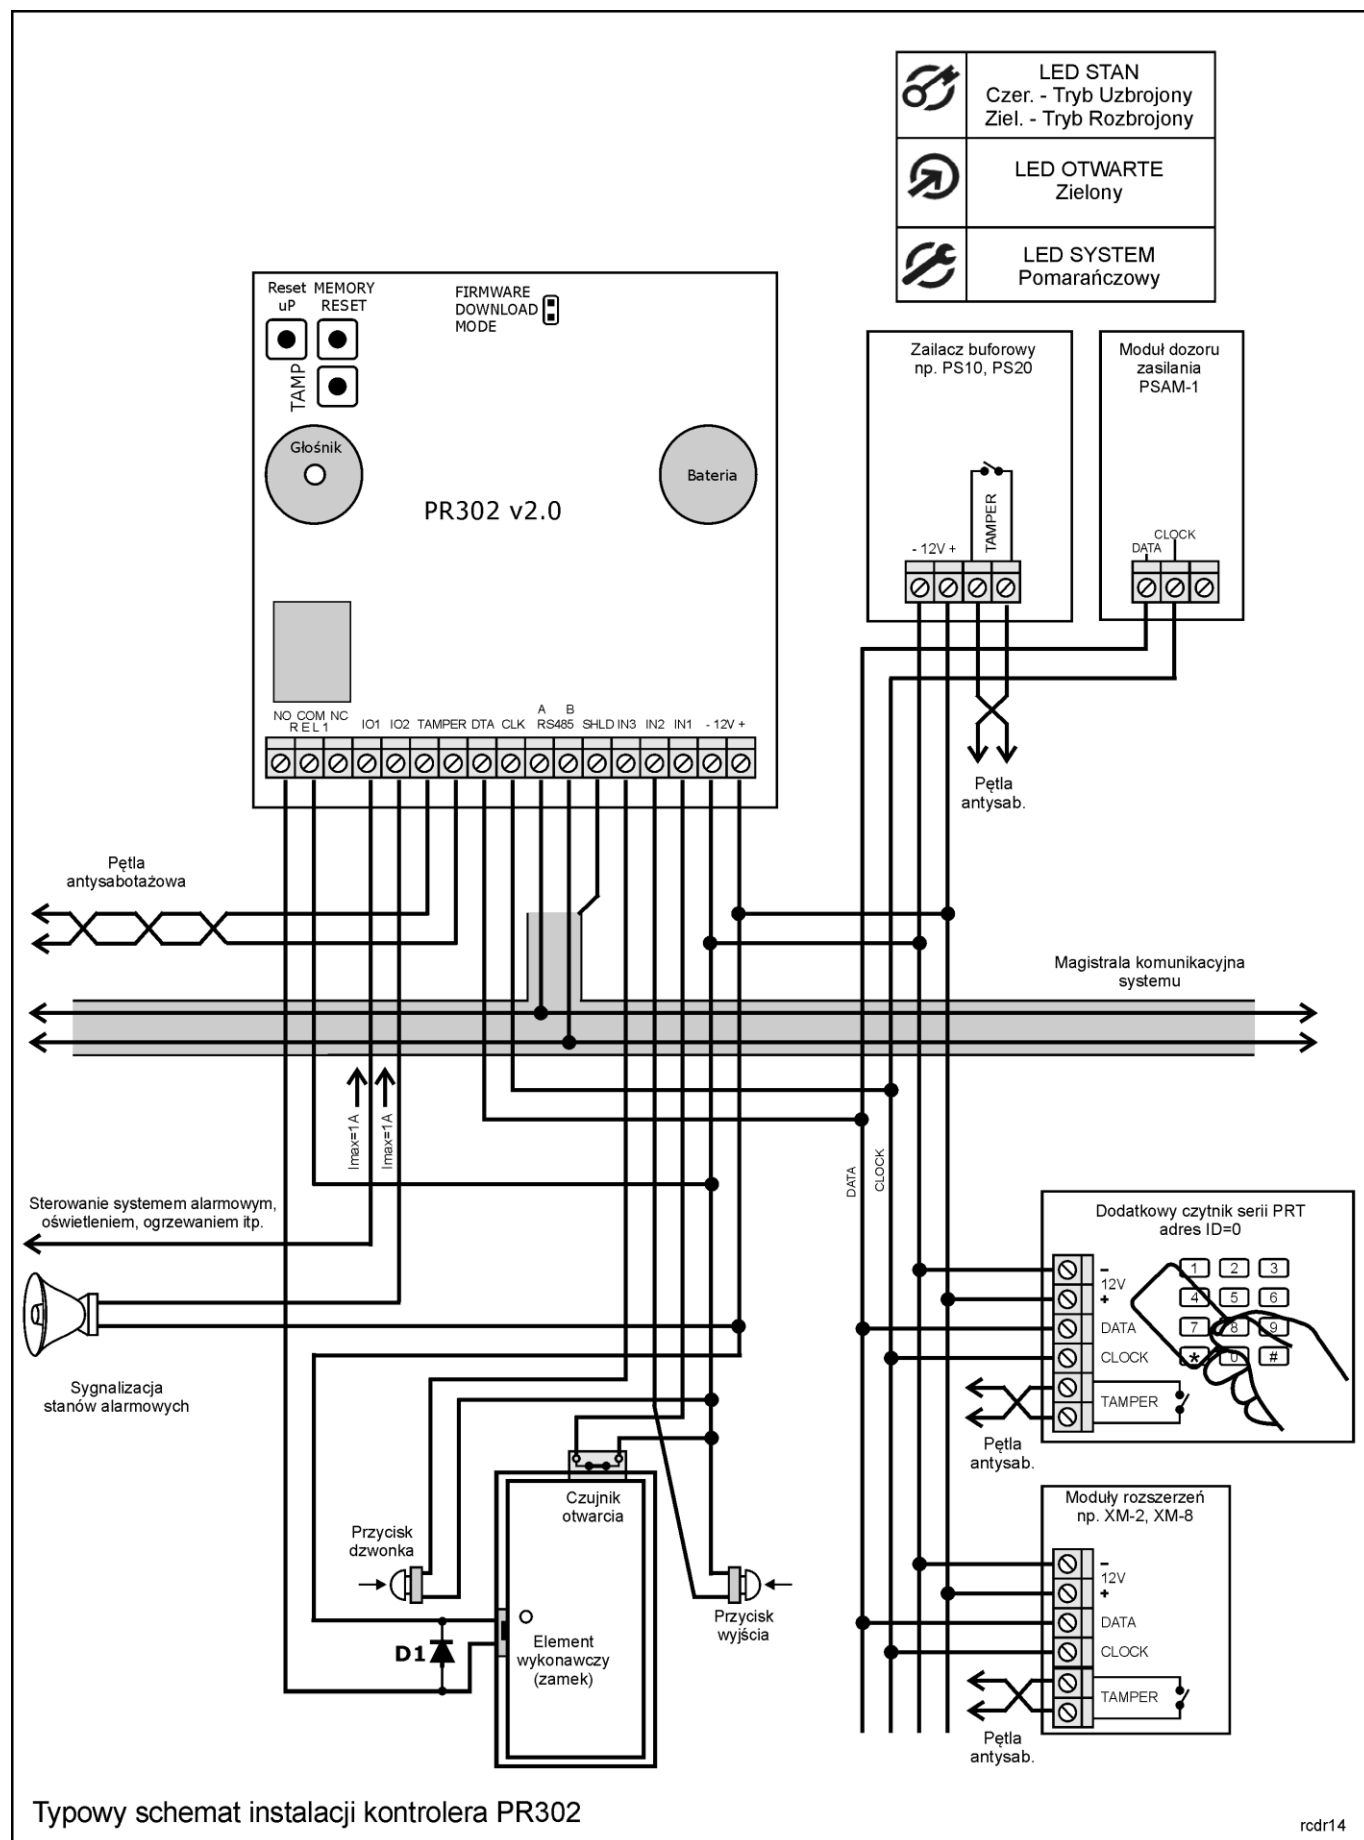 LED STAN
Czer. - Tryb Uzbrojony
Ziel. - Tryb Rozbrojony
LED OTWARTE
Zielony
LED SYSTEM
Pomarańczowy
Reset
uP
MEMORY
RESET
FIRMWARE
DOWNLOAD
MODE
TAMP
Głośnik
Bateria
PR302 v2.0
NO COM NC
REL1
IO1 IO2 TAMPER DTA CLK
A B
RS485
SHLD IN3 IN2 IN1 - 12V +
Zailacz buforowy
np. PS10, PS20
TAMPER
- 12V +
Moduł dozoru
zasilania
PSAM-1
CLOCK
DATA
Pętla
antysab.
Pętla
antysabotażowa
Magistrala komunikacyjna
systemu
Imax=1A
Imax=1A
DATA
CLOCK
Sterowanie systemem alarmowym,
oświetleniem, ogrzewaniem itp.
Sygnalizacja
stanów alarmowych
Dodatkowy czytnik serii PRT
adres ID=0
-
12V
+
DATA
CLOCK
TAMPER
1 2 3
4 5 6
7 8 9
* 0 #
Pętla
antysab.
Czujnik
otwarcia
Przycisk
dzwonka
Przycisk
wyjścia
D1
Element
wykonawczy
(zamek)
Moduły rozszerzeń
np. XM-2, XM-8
-
12V
+
DATA
CLOCK
TAMPER
Pętla
antysab.
Typowy schemat instalacji kontrolera PR302
rcdr14